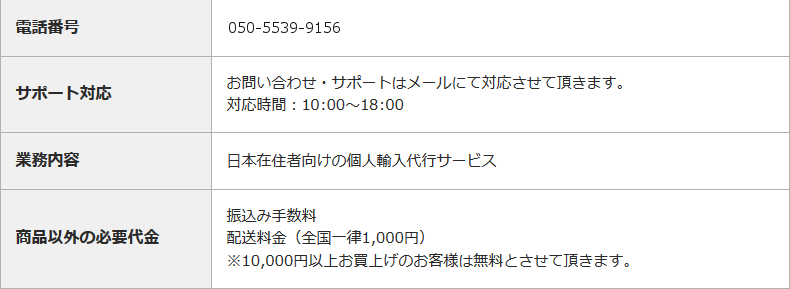 電話番号
050-5539-9156
サポート対応
お問い合わせ・サポートはメールにて対応させて頂きます。
対応時間：10:00～18:00
業務内容
日本在住者向けの個人輸入代行サービス
商品以外の必要代金
振込み手数料
配送料金（全国一律1,000円）
※10,000円以上お買上げのお客様は無料とさせて頂きます。